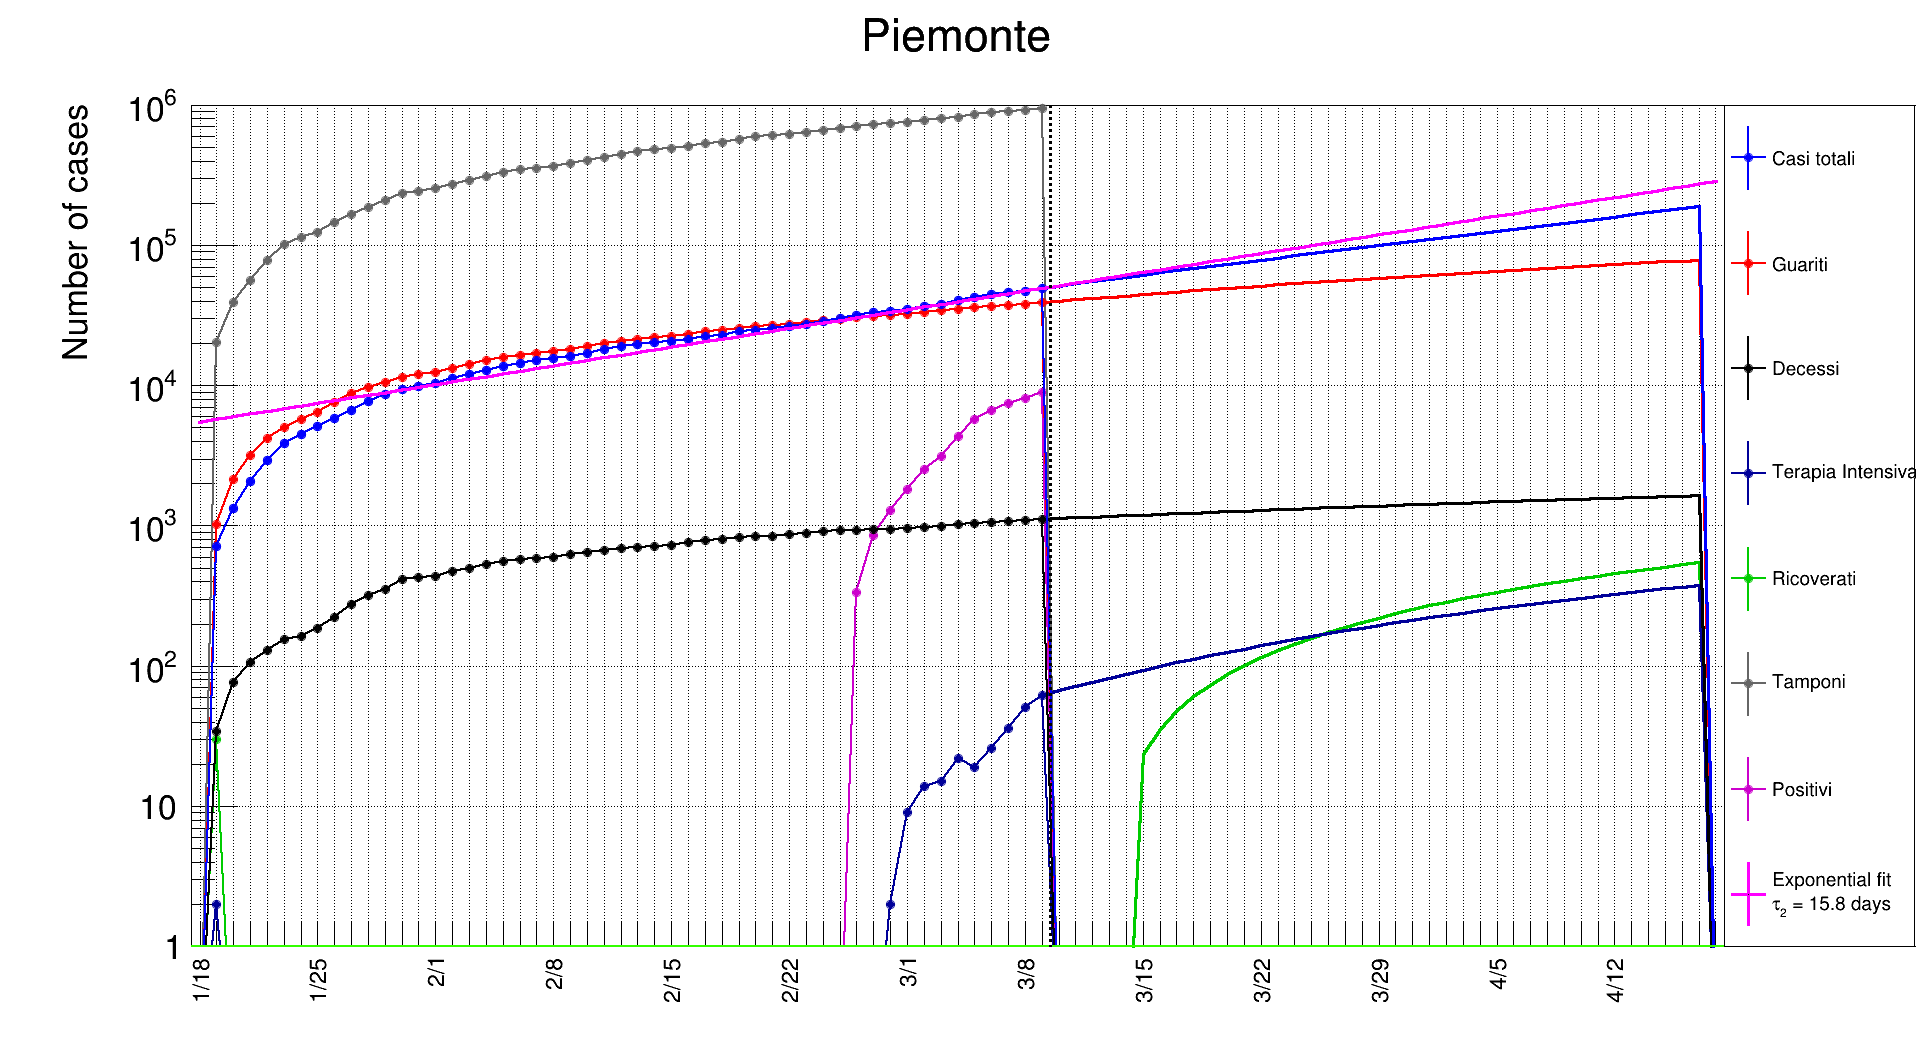 Piemonte
Number of cases
10^6
10^5
10^4
10^3
10^2
10
1
1/18
1/25
2/1
2/8
2/15
2/22
3/1
3/8
3/15
3/22
3/29
4/5
4/12
Casi totali
Guariti
Decessi
Terapia Intensiva
Ricoverati
Tamponi
Positivi
Exponential fit
τ₂ = 15.8 days